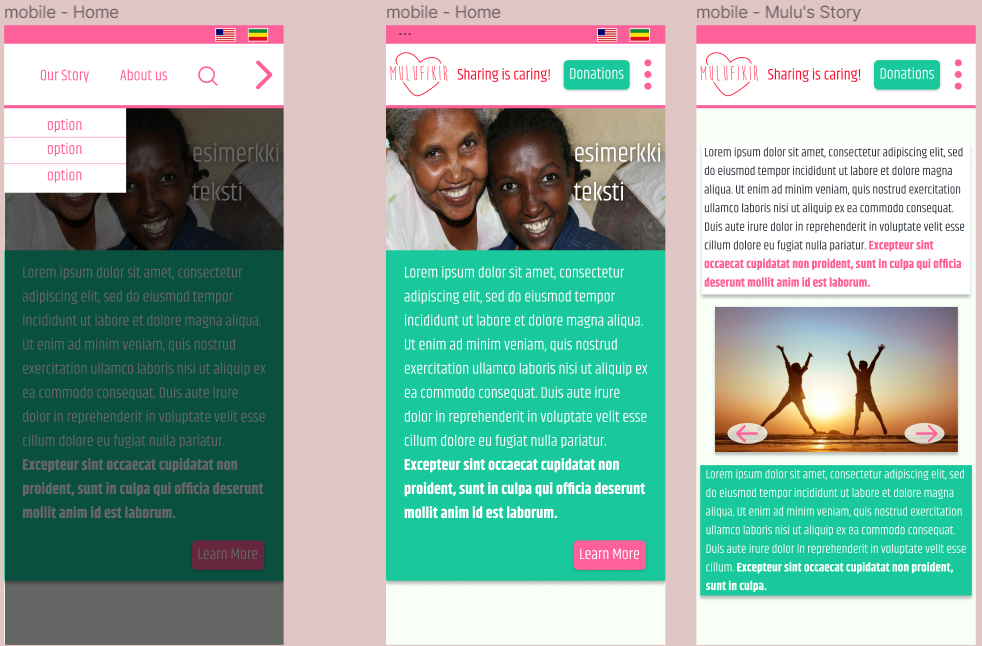 mobile - Home
Our Story
About us
option
option
option
esimerkki
teksti
Lorem ipsum dolor sit amet, consectetur
adipiscing elit, sed do eiusmod tempor
incididunt ut labore et dolore magna aliqua.
Ut enim ad minim veniam, quis nostrud
exercitation ullamco laboris nisi ut aliquip ex
ea commodo consequat. Duis aute irure
dolor in reprehenderit in voluptate velit esse
cillum dolore eu fugiat nulla pariatur.
Excepteur sint occaecat cupidatat non
proident, sunt in culpa qui officia deserunt
mollit anim id est laborum.
Learn More
mobile - Home
...
MULUFIKIR
Sharing is caring!
Donations
esimerkki
teksti
Lorem ipsum dolor sit amet, consectetur
adipiscing elit, sed do eiusmod tempor
incididunt ut labore et dolore magna aliqua.
Ut enim ad minim veniam, quis nostrud
exercitation ullamco laboris nisi ut aliquip ex
ea commodo consequat. Duis aute irure
dolor in reprehenderit in voluptate velit esse
cillum dolore eu fugiat nulla pariatur.
Excepteur sint occaecat cupidatat non
proident, sunt in culpa qui officia deserunt
mollit anim id est laborum.
Learn More
mobile - Mulu's Story
MULUFIKIR
Sharing is caring!
Donations
Lorem ipsum dolor sit amet, consectetur adipiscing elit, sed
do eiusmod tempor incididunt ut labore et dolore magna
aliqua. Ut enim ad minim veniam, quis nostrud exercitation
ullamco laboris nisi ut aliquip ex ea commodo consequat.
Duis aute irure dolor in reprehenderit in voluptate velit esse
cillum dolore eu fugiat nulla pariatur. Excepteur sint
occaecat cupidatat non proident, sunt in culpa qui officia
deserunt mollit anim id est laborum.
Lorem ipsum dolor sit amet, consectetur adipiscing elit, sed
do eiusmod tempor incididunt ut labore et dolore magna
aliqua. Ut enim ad minim veniam, quis nostrud exercitation
ullamco laboris nisi ut aliquip ex ea commodo consequat.
Duis aute irure dolor in reprehenderit in voluptate velit esse
cillum. Excepteur sint occaecat cupidatat non proident,
sunt in culpa.